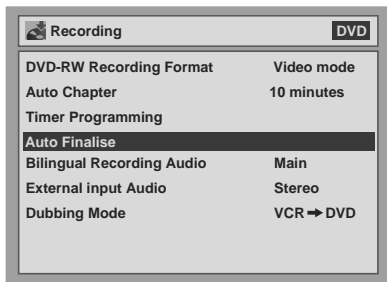 Recording DVD
DVD-RW Recording Format Video mode
Auto Chapter 10 minutes
Timer Programming
Auto Finalise
Bilingual Recording Audio Main
External input Audio Stereo
Dubbing Mode VCR ➞ DVD